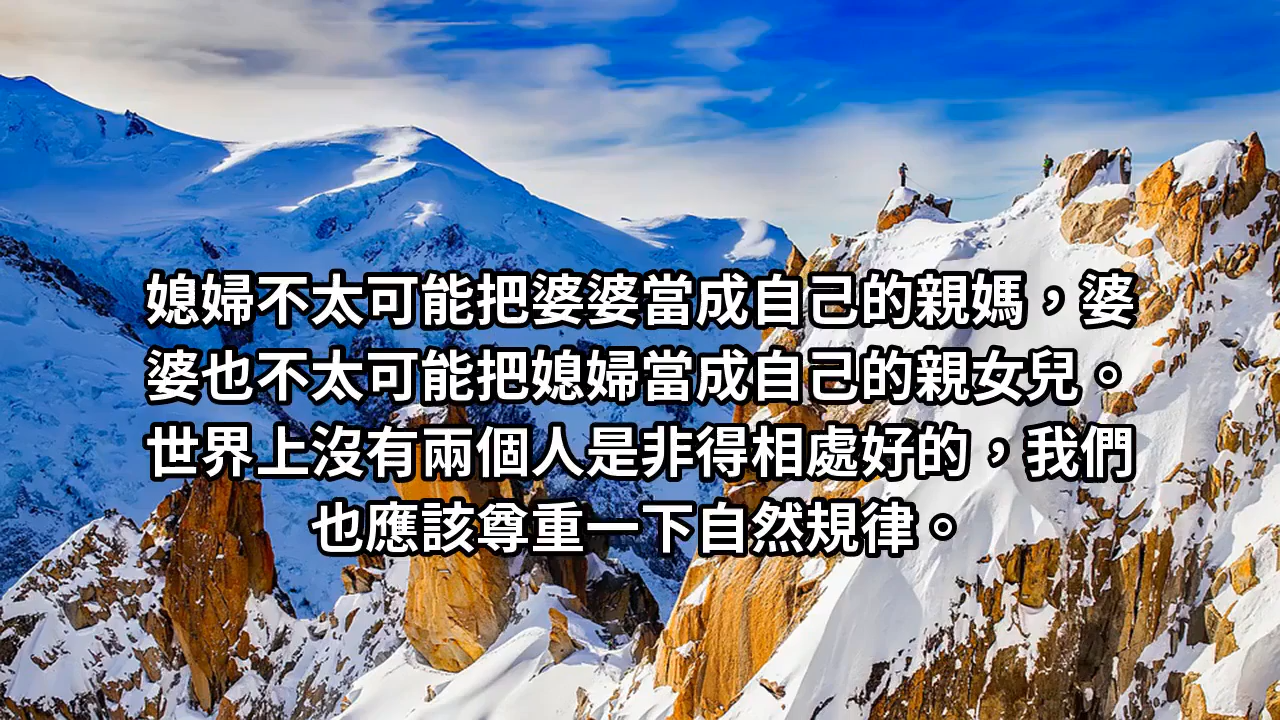 媳婦不太可能把婆婆當成自己的親媽，婆
婆也不太可能把媳婦當成自己的親女兒。
世界上沒有兩個人是非得相處好的，我們
也應該尊重一下自然規律。